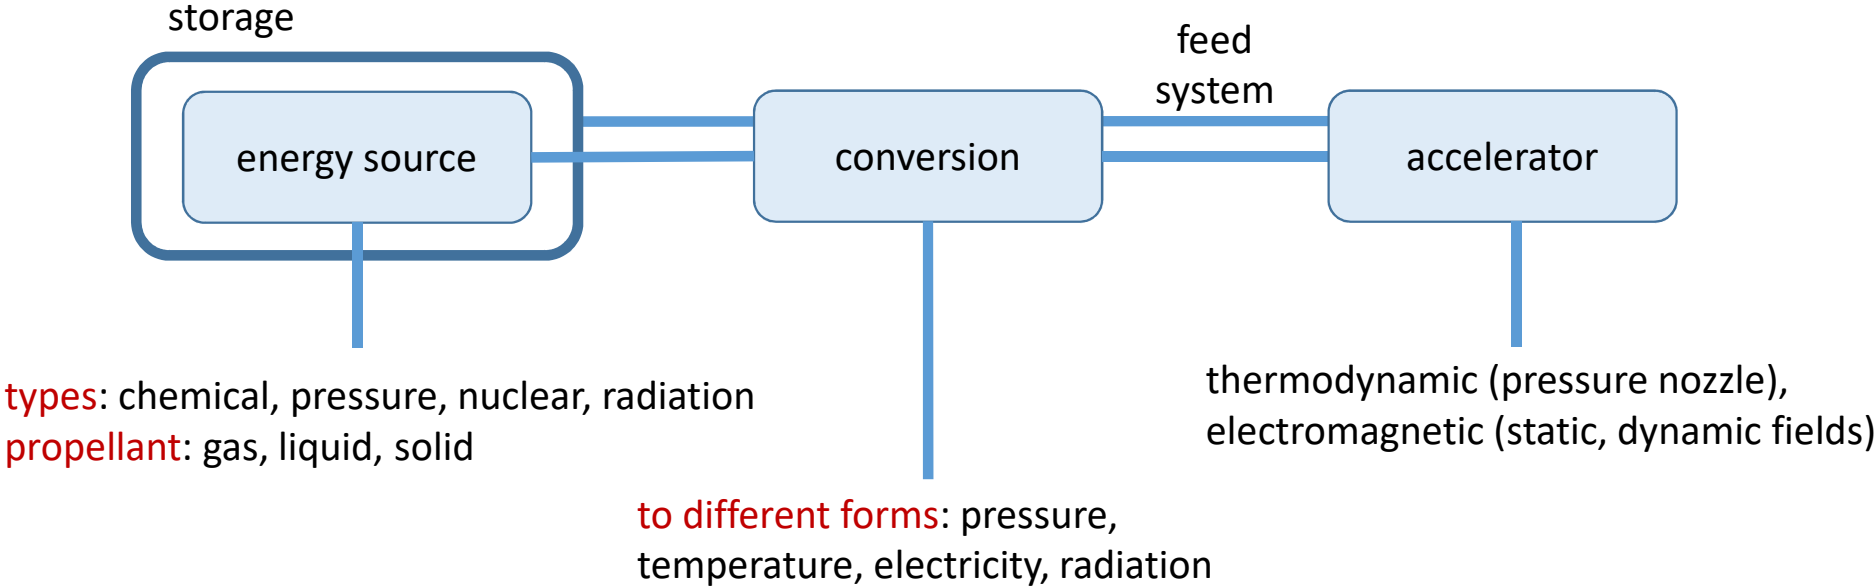 storage
feed
system
energy source
conversion
accelerator
types: chemical, pressure, nuclear, radiation
propellant: gas, liquid, solid
thermodynamic (pressure nozzle),
electromagnetic (static, dynamic fields)
to different forms: pressure,
temperature, electricity, radiation